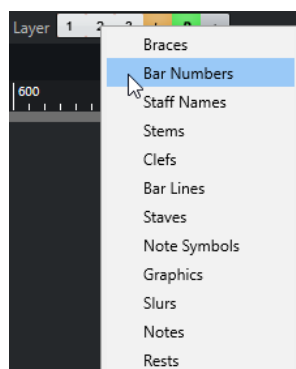 Layer 1 2 3
Braces
Bar Numbers
600
Staff Names
Stems
Clefs
Bar Lines
Staves
Note Symbols
Graphics
Slurs
Notes
Rests